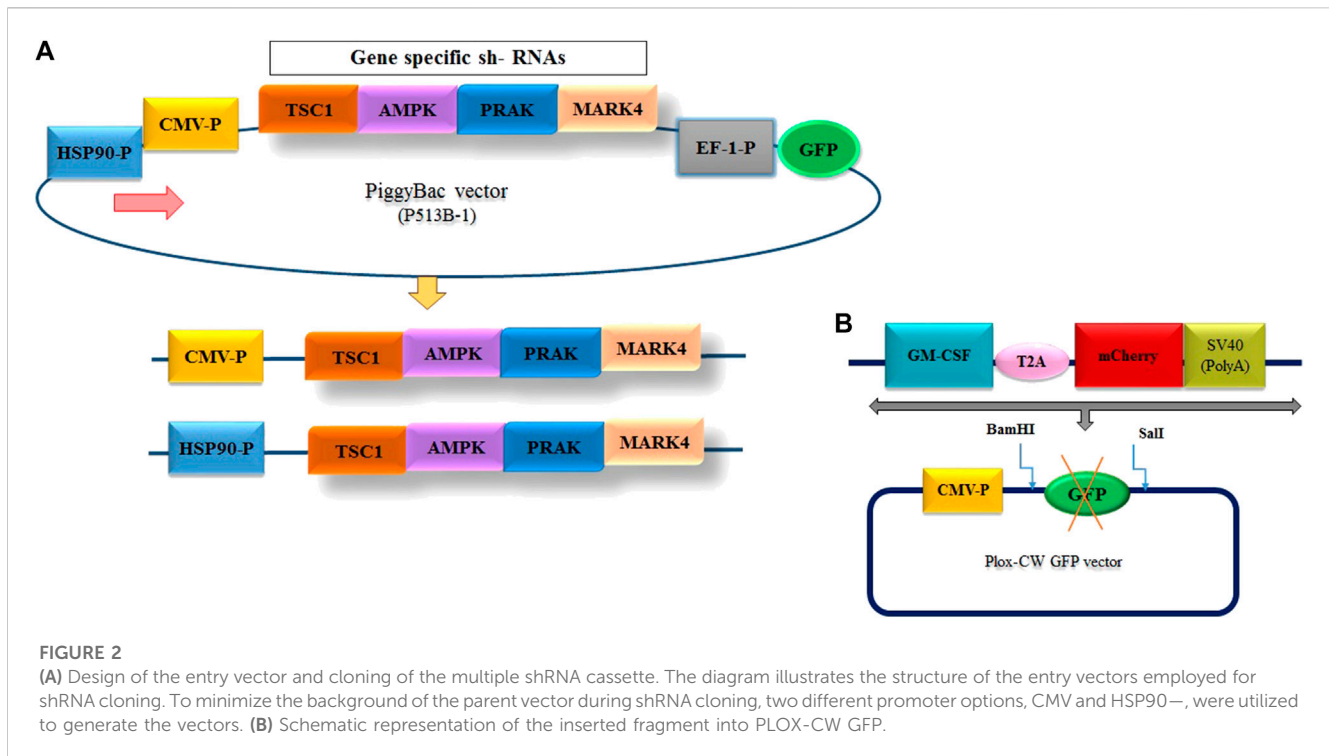 A
Gene specific sh- RNAs
TSC1 AMPK PRAK MARK4
CMV-P
HSP90-P
EF-1-P
GFP
PiggyBac vector
(P513B-1)
CMV-P TSC1 AMPK PRAK MARK4
HSP90-P TSC1 AMPK PRAK MARK4
B
GM-CSF T2A mCherry SV40
(PolyA)
BamHI SalI
CMV-P GFP
Plox-CW GFP vector
FIGURE 2
(A) Design of the entry vector and cloning of the multiple shRNA cassette. The diagram illustrates the structure of the entry vectors employed for
shRNA cloning. To minimize the background of the parent vector during shRNA cloning, two different promoter options, CMV and HSP90—, were utilized
to generate the vectors. (B) Schematic representation of the inserted fragment into PLOX-CW GFP.